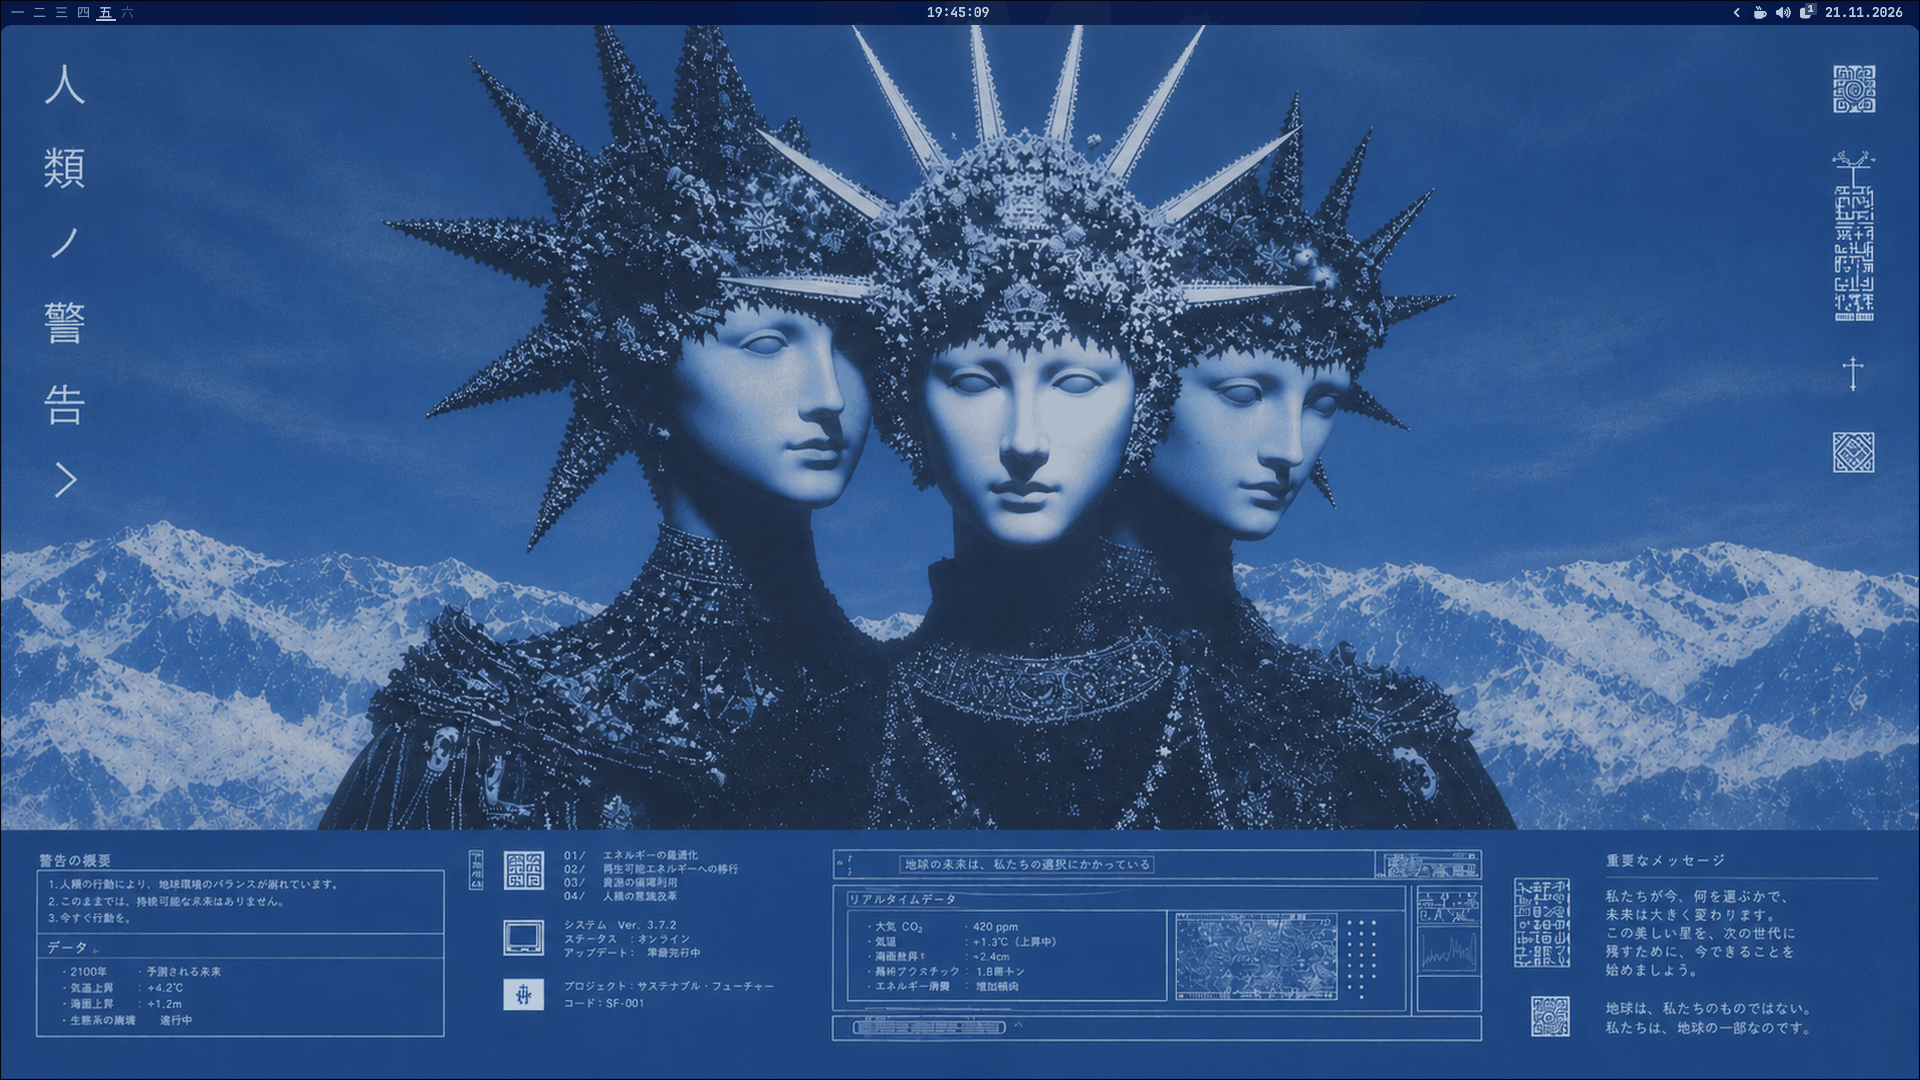 一 二 三 四 五 六
19:45:09
1
21.11.2026
人類ノ警告
警告の概要
1.人類の行動により、地球環境のバランスが崩れています。
2.このままでは、持続可能な未来はありません。
3.今すぐ行動を。
データ
・2100年 ・予測される未来
・気温上昇 : +4.2℃
・海面上昇 : +1.2m
・生態系の崩壊 進行中
01/ エネルギーの最適化
02/ 再生可能エネルギーへの移行
03/ 資源の循環利用
04/ 人類の意識改革
システム Ver. 3.7.2
ステータス : オンライン
アップデート:
プロジェクト:サステナブル・フューチャー
コード:SF-001
地球の未来は、私たちの選択にかかっている
リアルタイムデータ
・大気 CO₂ ・420 ppm
・気温 : +1.3℃ (上昇中)
・海面上昇 : +2.4cm
・プラスチック : 1.8億トン
・エネルギー消費 : 増加傾向
重要なメッセージ
私たちが今、何を選ぶかで、
未来は大きく変わります。
この美しい星を、次の世代に
残すために、今できることを
始めましょう。
地球は、私たちのものではない。
私たちは、地球の一部なのです。